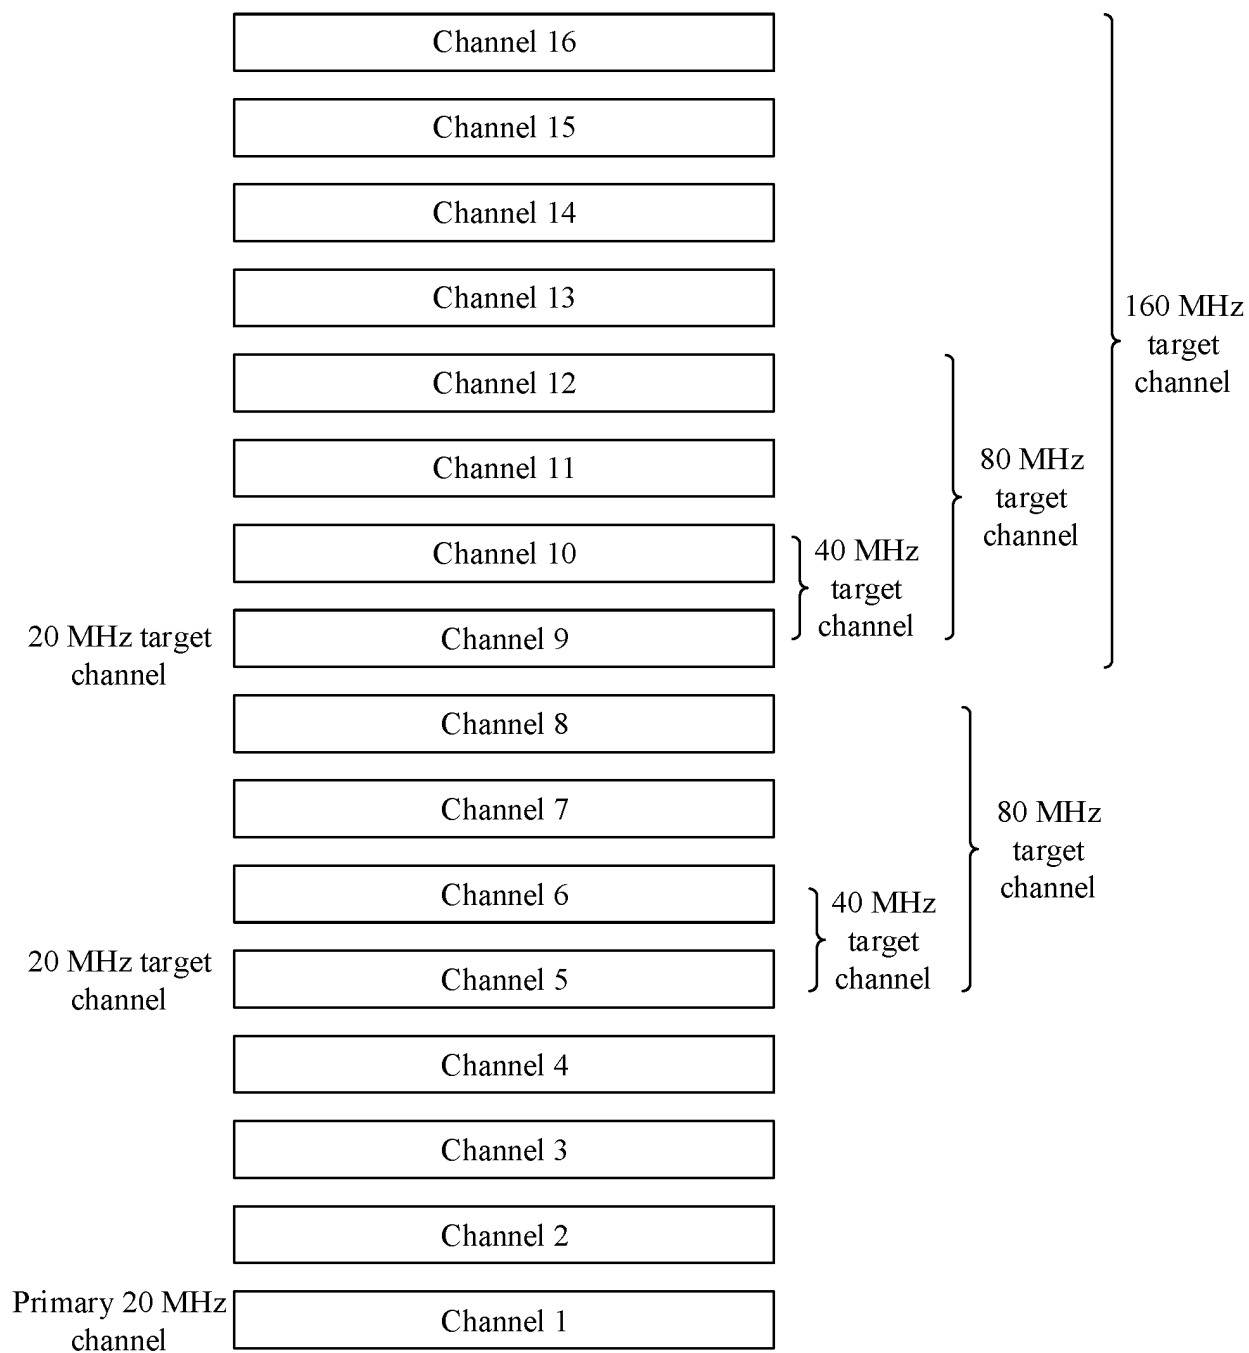 Channel 16
Channel 15
Channel 14
Channel 13
160 MHz
target
channel
Channel 12
Channel 11
80 MHz
target
channel
Channel 10
40 MHz
target
channel
20 MHz target
channel
Channel 9
Channel 8
Channel 7
80 MHz
target
channel
Channel 6
40 MHz
target
channel
20 MHz target
channel
Channel 5
Channel 4
Channel 3
Channel 2
Primary 20 MHz
channel
Channel 1